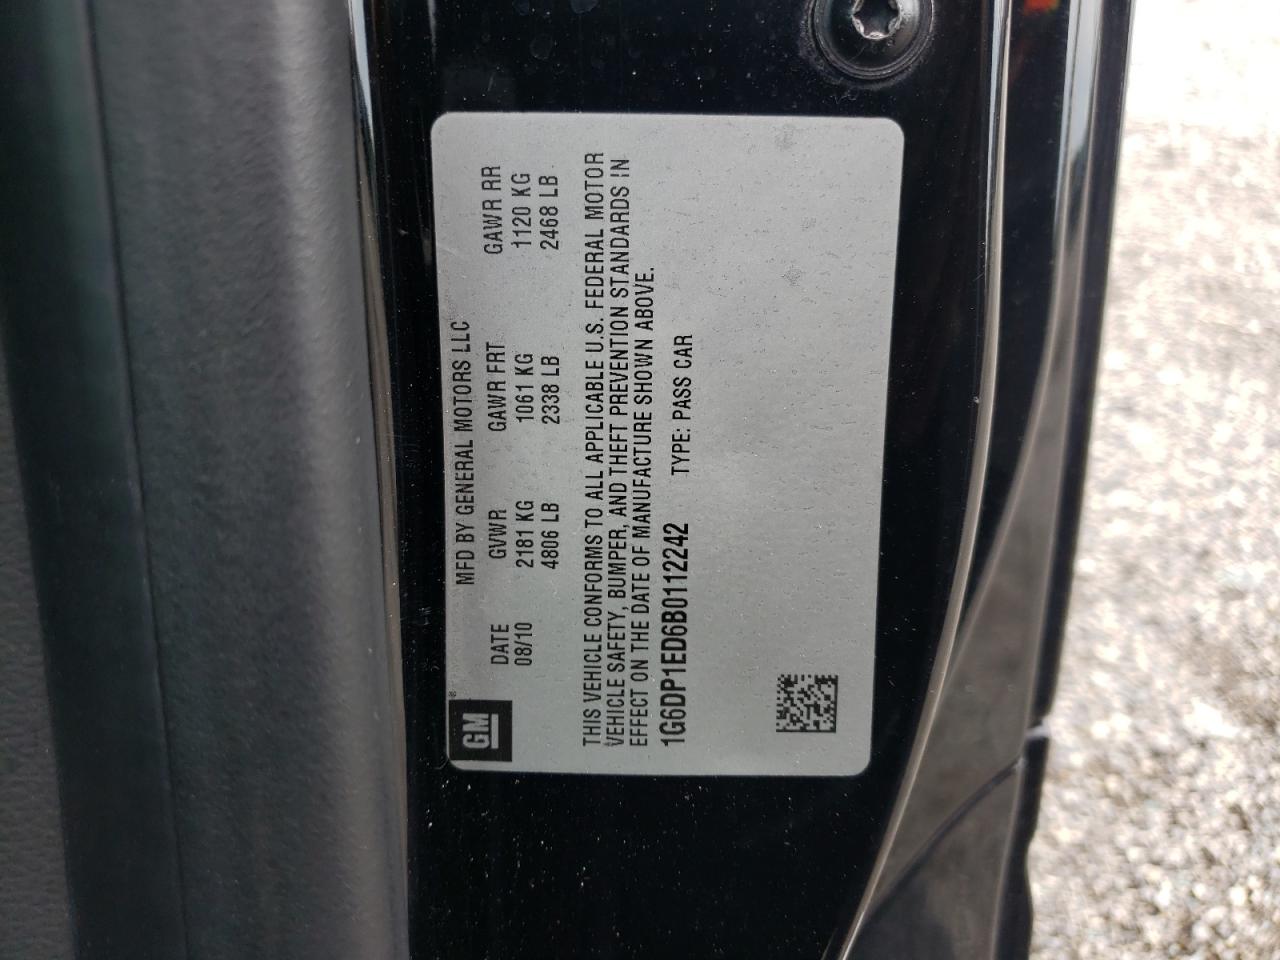 GM
MFD BY GENERAL MOTORS LLC
DATE GVWR GAWR FRT GAWR RR
08/10 2181 KG 1061 KG 1120 KG
4806 LB 2338 LB 2468 LB
THIS VEHICLE CONFORMS TO ALL APPLICABLE U.S. FEDERAL MOTOR
VEHICLE SAFETY, BUMPER, AND THEFT PREVENTION STANDARDS IN
EFFECT ON THE DATE OF MANUFACTURE SHOWN ABOVE.
1G6DP1ED6B0112242 TYPE: PASS CAR